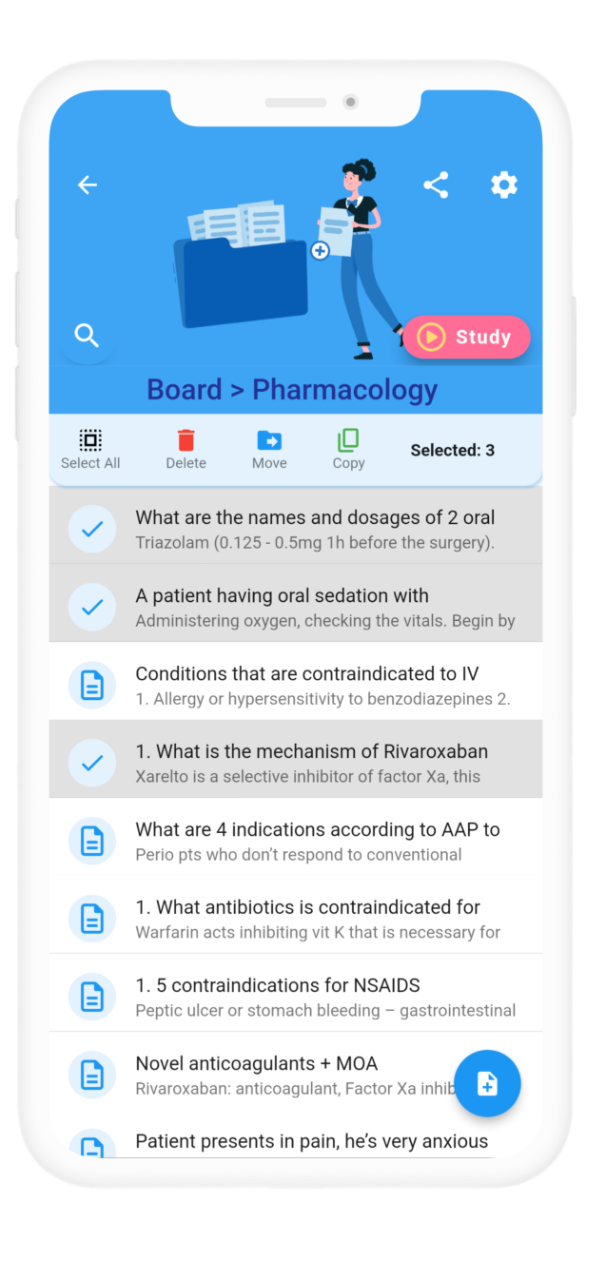 Study
Board > Pharmacology
Select All
Delete
Move
Copy
Selected: 3
What are the names and dosages of 2 oral
Triazolam (0.125 - 0.5mg 1h before the surgery).
A patient having oral sedation with
Administering oxygen, checking the vitals. Begin by
Conditions that are contraindicated to IV
1. Allergy or hypersensitivity to benzodiazepines 2.
1. What is the mechanism of Rivaroxaban
Xarelto is a selective inhibitor of factor Xa, this
What are 4 indications according to AAP to
Perio pts who don't respond to conventional
1. What antibiotics is contraindicated for
Warfarin acts inhibiting vit K that is necessary for
1. 5 contraindications for NSAIDS
Peptic ulcer or stomach bleeding – gastrointestinal
Novel anticoagulants + MOA
Rivaroxaban: anticoagulant, Factor Xa inhib
Patient presents in pain, he's very anxious